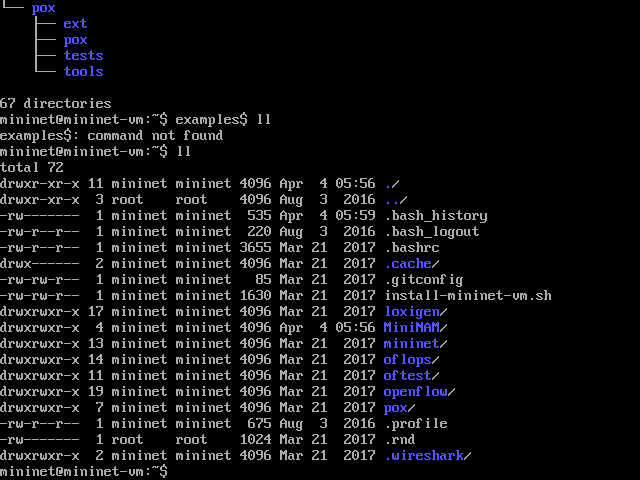 └── pox
    ├── ext
    ├── pox
    ├── tests
    └── tools

67 directories
mininet@mininet-vm:~$ examples$ ll
examples$: command not found
mininet@mininet-vm:~$ ll
total 72
drwxr-xr-x 11 mininet mininet 4096 Apr  4 05:56 ./
drwxr-xr-x  3 root    root    4096 Aug  3  2016 ../
-rw-------  1 mininet mininet  535 Apr  4 05:59 .bash_history
-rw-r--r--  1 mininet mininet  220 Aug  3  2016 .bash_logout
-rw-r--r--  1 mininet mininet 3655 Mar 21  2017 .bashrc
drwx------  2 mininet mininet 4096 Mar 21  2017 .cache/
-rw-rw-r--  1 mininet mininet   85 Mar 21  2017 .gitconfig
-rw-rw-r--  1 mininet mininet 1630 Mar 21  2017 install-mininet-vm.sh
drwxrwxr-x 17 mininet mininet 4096 Mar 21  2017 loxigen/
drwxrwxr-x  4 mininet mininet 4096 Apr  4 05:56 MiniNAM/
drwxrwxr-x 13 mininet mininet 4096 Mar 21  2017 mininet/
drwxrwxr-x 14 mininet mininet 4096 Mar 21  2017 oflops/
drwxrwxr-x 11 mininet mininet 4096 Mar 21  2017 oftest/
drwxrwxr-x 19 mininet mininet 4096 Mar 21  2017 openflow/
drwxrwxr-x  7 mininet mininet 4096 Mar 21  2017 pox/
-rw-r--r--  1 mininet mininet  675 Aug  3  2016 .profile
-rw-------  1 root    root    1024 Mar 21  2017 .rnd
drwxrwxr-x  2 mininet mininet 4096 Mar 21  2017 .wireshark/
mininet@mininet-vm:~$